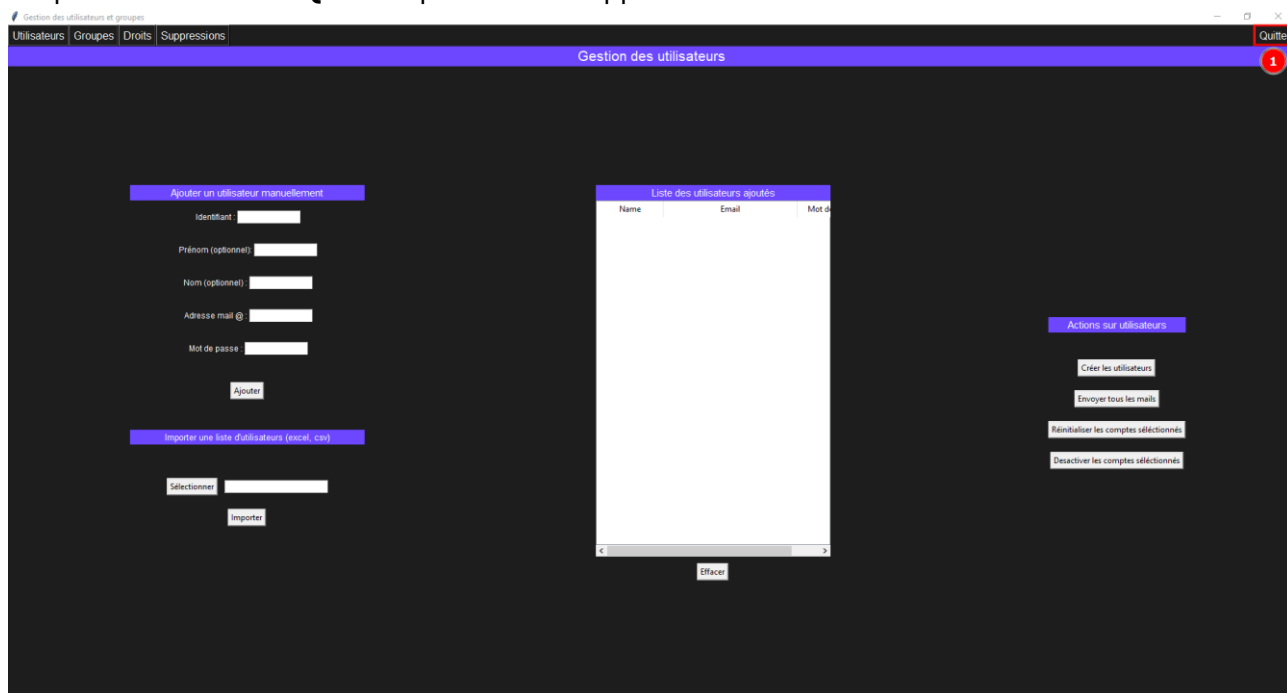 Gestion des utilisateurs et groupes
Utilisateurs Groupes Droits Suppressions Quitte
Gestion des utilisateurs
1
Ajouter un utilisateur manuellement
Identifiant :
Prénom (optionnel):
Nom (optionnel) :
Adresse mail @ :
Mot de passe :
Ajouter
Importer une liste d'utilisateurs (excel, csv)
Sélectionner
Importer
Liste des utilisateurs ajoutés
Name Email Mot d
Effacer
Actions sur utilisateurs
Créer les utilisateurs
Envoyer tous les mails
Réinitialiser les comptes séléctionnés
Desactiver les comptes séléctionnés